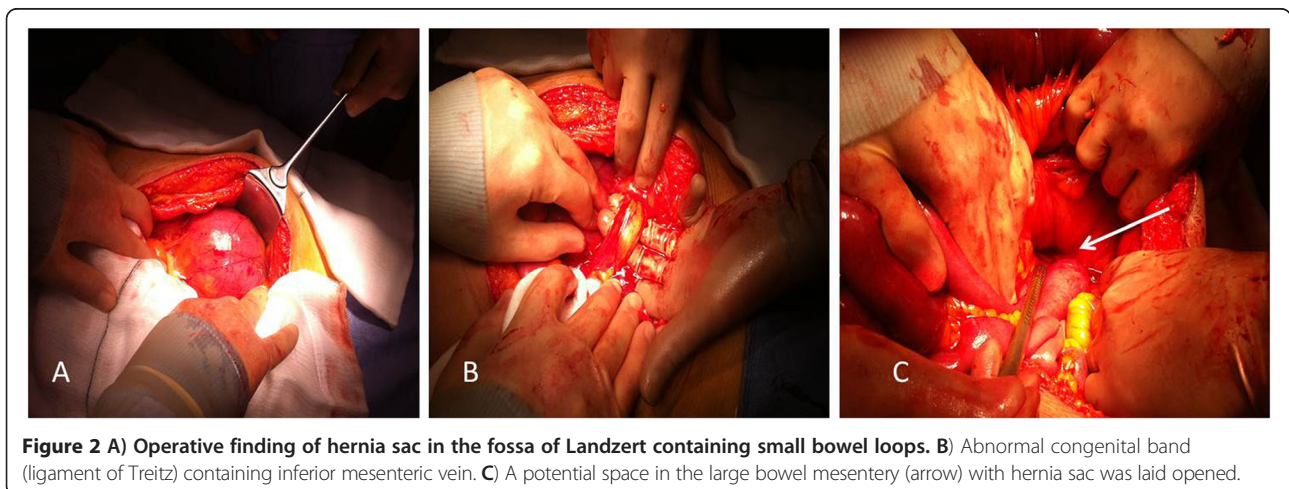 A
B
C
Figure 2 A) Operative finding of hernia sac in the fossa of Landzert containing small bowel loops. B) Abnormal congenital band
(ligament of Treitz) containing inferior mesenteric vein. C) A potential space in the large bowel mesentery (arrow) with hernia sac was laid opened.